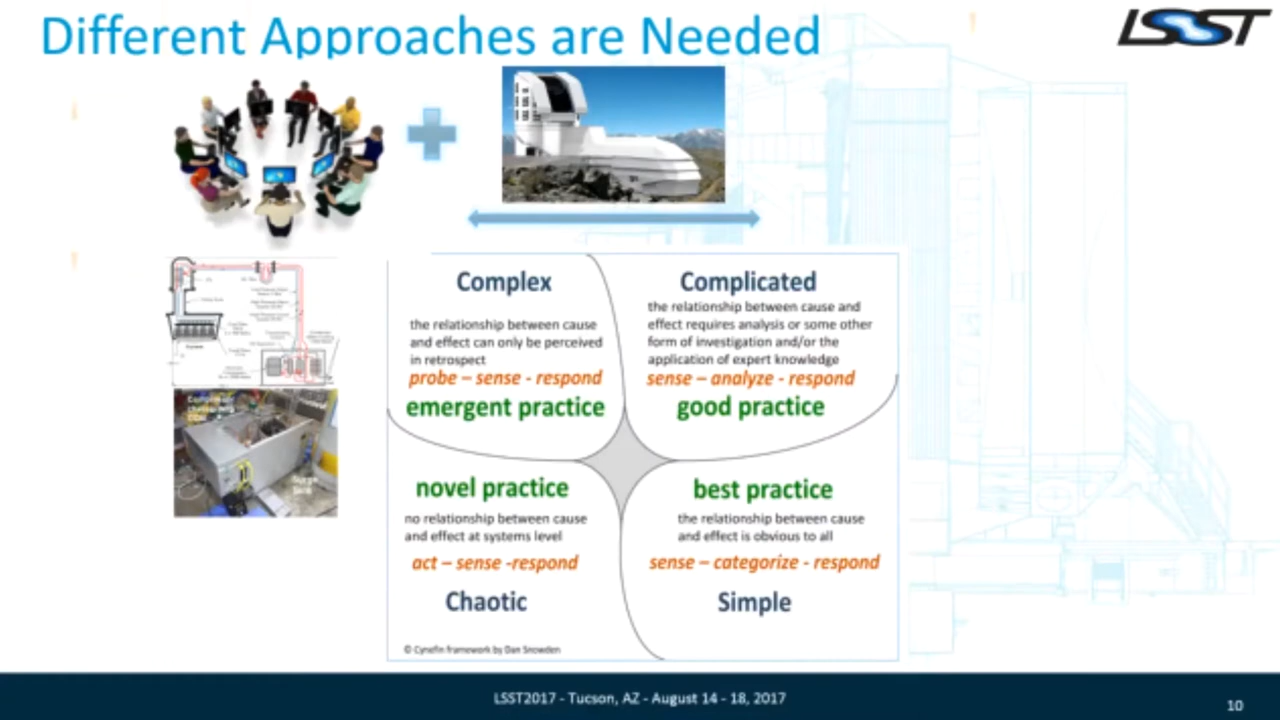 Different Approaches are Needed
LSST
Complex
the relationship between cause
and effect can only be perceived
in retrospect
probe – sense - respond
emergent practice
Complicated
the relationship between cause and
effect requires analysis or some other
form of investigation and/or the
application of expert knowledge
sense – analyze - respond
good practice
novel practice
no relationship between cause
and effect at systems level
act – sense -respond
Chaotic
best practice
the relationship between cause
and effect is obvious to all
sense – categorize - respond
Simple
© Cynefin framework by Dan Snowden
LSST2017 - Tucson, AZ - August 14 - 18, 2017
10